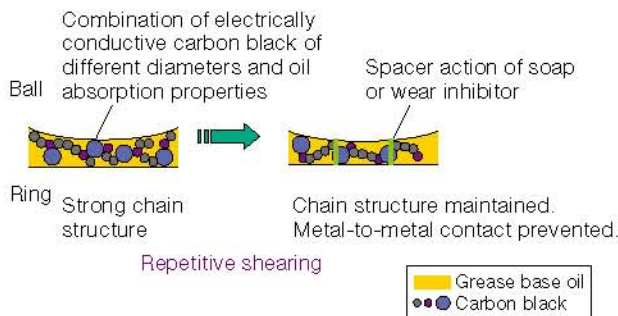 Combination of electrically
conductive carbon black of
different diameters and oil
absorption properties
Spacer action of soap
or wear inhibitor
Ball
Ring
Strong chain
structure
Chain structure maintained.
Metal-to-metal contact prevented.
Repetitive shearing
Grease base oil
Carbon black